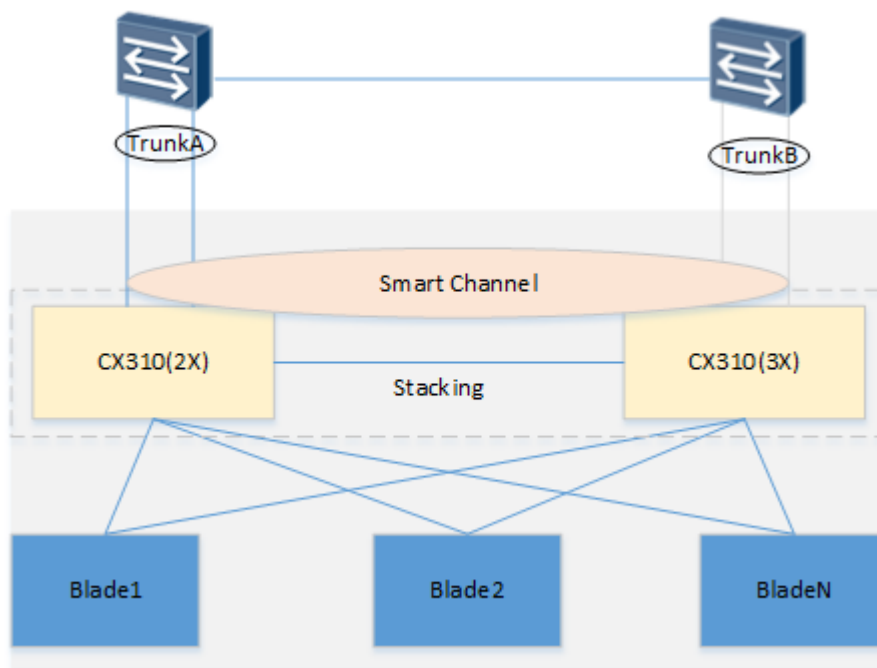 TrunkA
TrunkB
Smart Channel
CX310(2X)
CX310(3X)
Stacking
Blade1
Blade2
BladeN